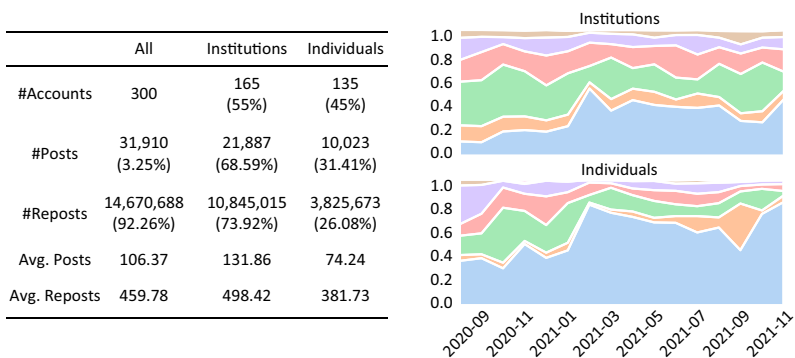 All Institutions Individuals
#Accounts 300 165 (55%) 135 (45%)
#Posts 31,910 (3.25%) 21,887 (68.59%) 10,023 (31.41%)
#Reposts 14,670,688 (92.26%) 10,845,015 (73.92%) 3,825,673 (26.08%)
Avg. Posts 106.37 131.86 74.24
Avg. Reposts 459.78 498.42 381.73
Institutions
1.0
0.8
0.6
0.4
0.2
0.0
Individuals
1.0
0.8
0.6
0.4
0.2
0.0
2020-09 2020-11 2021-01 2021-03 2021-05 2021-07 2021-09 2021-11